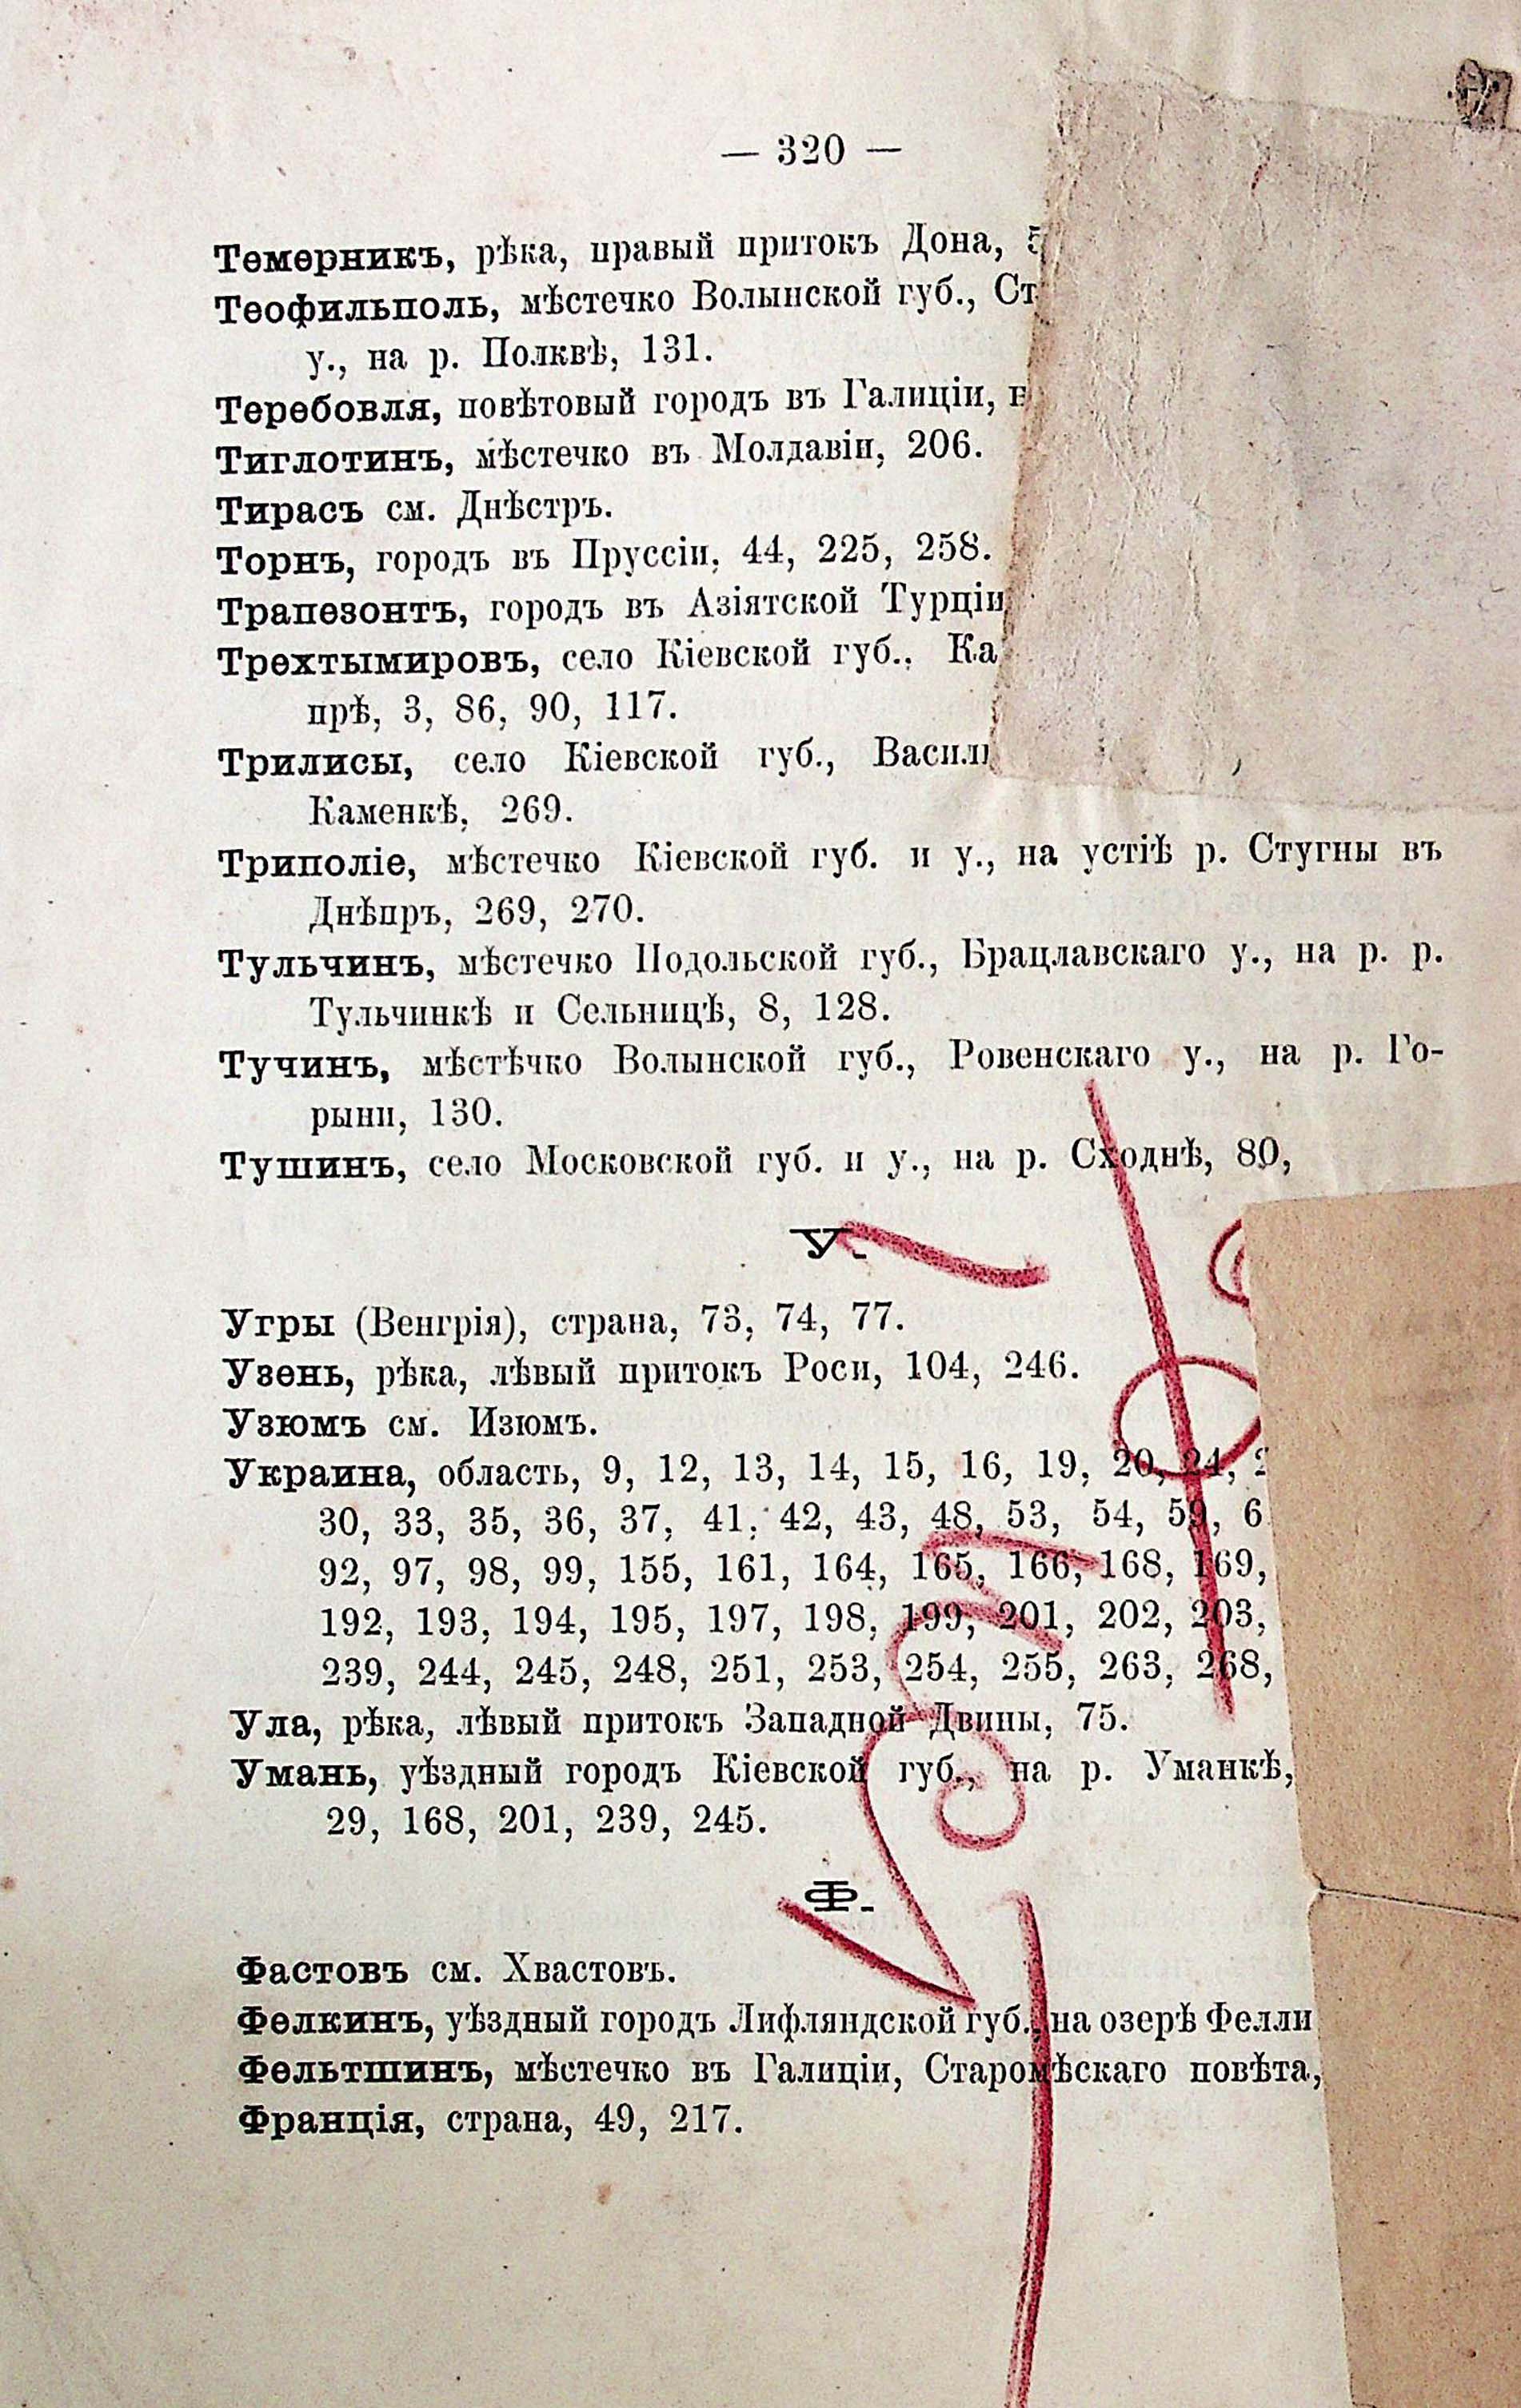 — 320 —
Темерникъ, рѣка, правый притокъ Дона,
Теофильполь, мѣстечко Волынской губ.,
у., на р. Полквѣ, 131.
Теребовля, повѣтовый городъ въ Галиціи,
Тиглотинъ, мѣстечко въ Молдавіи, 206.
Тирасъ см. Днѣстръ.
Торнъ, городъ въ Пруссіи, 44, 225, 258.
Трапезонтъ, городъ въ Азіятской Турціи
Трехтымировъ, село Кіевской губ., Ка
прѣ, 3, 86, 90, 117.
Трилисы, село Кіевской губ., Васил
Каменкѣ, 269.
Триполіе, мѣстечко Кіевской губ. и у., на устіѣ р. Стугны въ
Днѣпръ, 269, 270.
Тульчинъ, мѣстечко Подольской губ., Брацлавскаго у., на р. р.
Тульчинкѣ и Сельницѣ, 8, 128.
Тучинъ, мѣстѣчко Волынской губ., Ровенскаго у., на р. Го-
рыни, 130.
Тушинъ, село Московской губ. и у., на р. Сходнѣ, 80,
У.
Угры (Венгрія), страна, 73, 74, 77.
Узень, рѣка, лѣвый притокъ Роси, 104, 246.
Узюмъ см. Изюмъ.
Украина, область, 9, 12, 13, 14, 15, 16, 19, 20, 24,
30, 33, 35, 36, 37, 41, 42, 43, 48, 53, 54, 59, 6
92, 97, 98, 99, 155, 161, 164, 165, 166, 168, 169,
192, 193, 194, 195, 197, 198, 199, 201, 202, 203,
239, 244, 245, 248, 251, 253, 254, 255, 263, 268,
Ула, рѣка, лѣвый притокъ Западной Двины, 75.
Умань, уѣздный городъ Кіевской губ., на р. Уманкѣ,
29, 168, 201, 239, 245.
Ф.
Фастовъ см. Хвастовъ.
Фелкинъ, уѣздный городъ Лифляндской губ., на озерѣ Фелли
Фельтшинъ, мѣстечко въ Галиціи, Старомѣскаго повѣта,
Франція, страна, 49, 217.